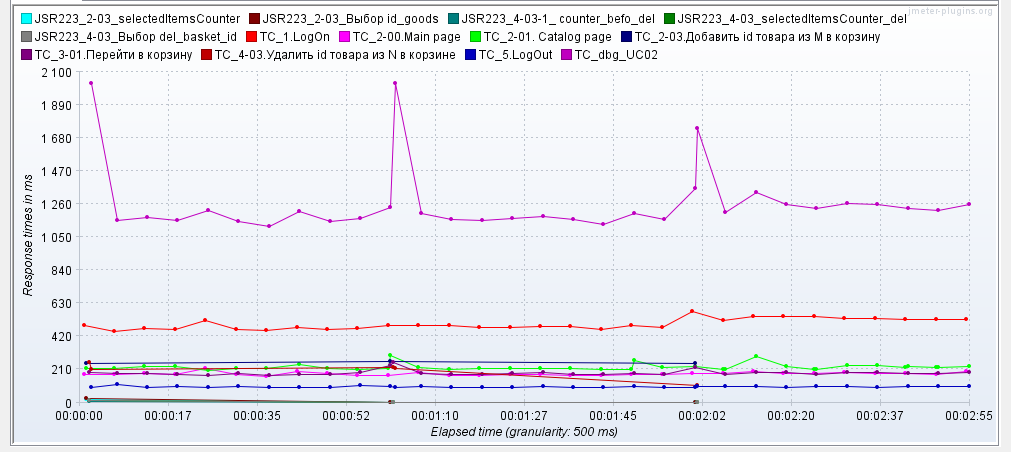 jmeter-plugins.org
JSR223_2-03_selectedItemsCounter JSR223_2-03_Выбор id_goods JSR223_4-03-1_ counter_befo_del JSR223_4-03_selectedItemsCounter_del
JSR223_4-03_Выбор del_basket_id TC_1.LogOn TC_2-00.Main page TC_2-01. Catalog page TC_2-03.Добавить id товара из M в корзину
TC_3-01.Перейти в корзину TC_4-03.Удалить id товара из N в корзине TC_5.LogOut TC_dbg_UC02
2 100
1 890
1 680
1 470
1 260
1 050
840
630
420
210
0
Response times in ms
00:00:00 00:00:17 00:00:35 00:00:52 00:01:10 00:01:27 00:01:45 00:02:02 00:02:20 00:02:37 00:02:55
Elapsed time (granularity: 500 ms)